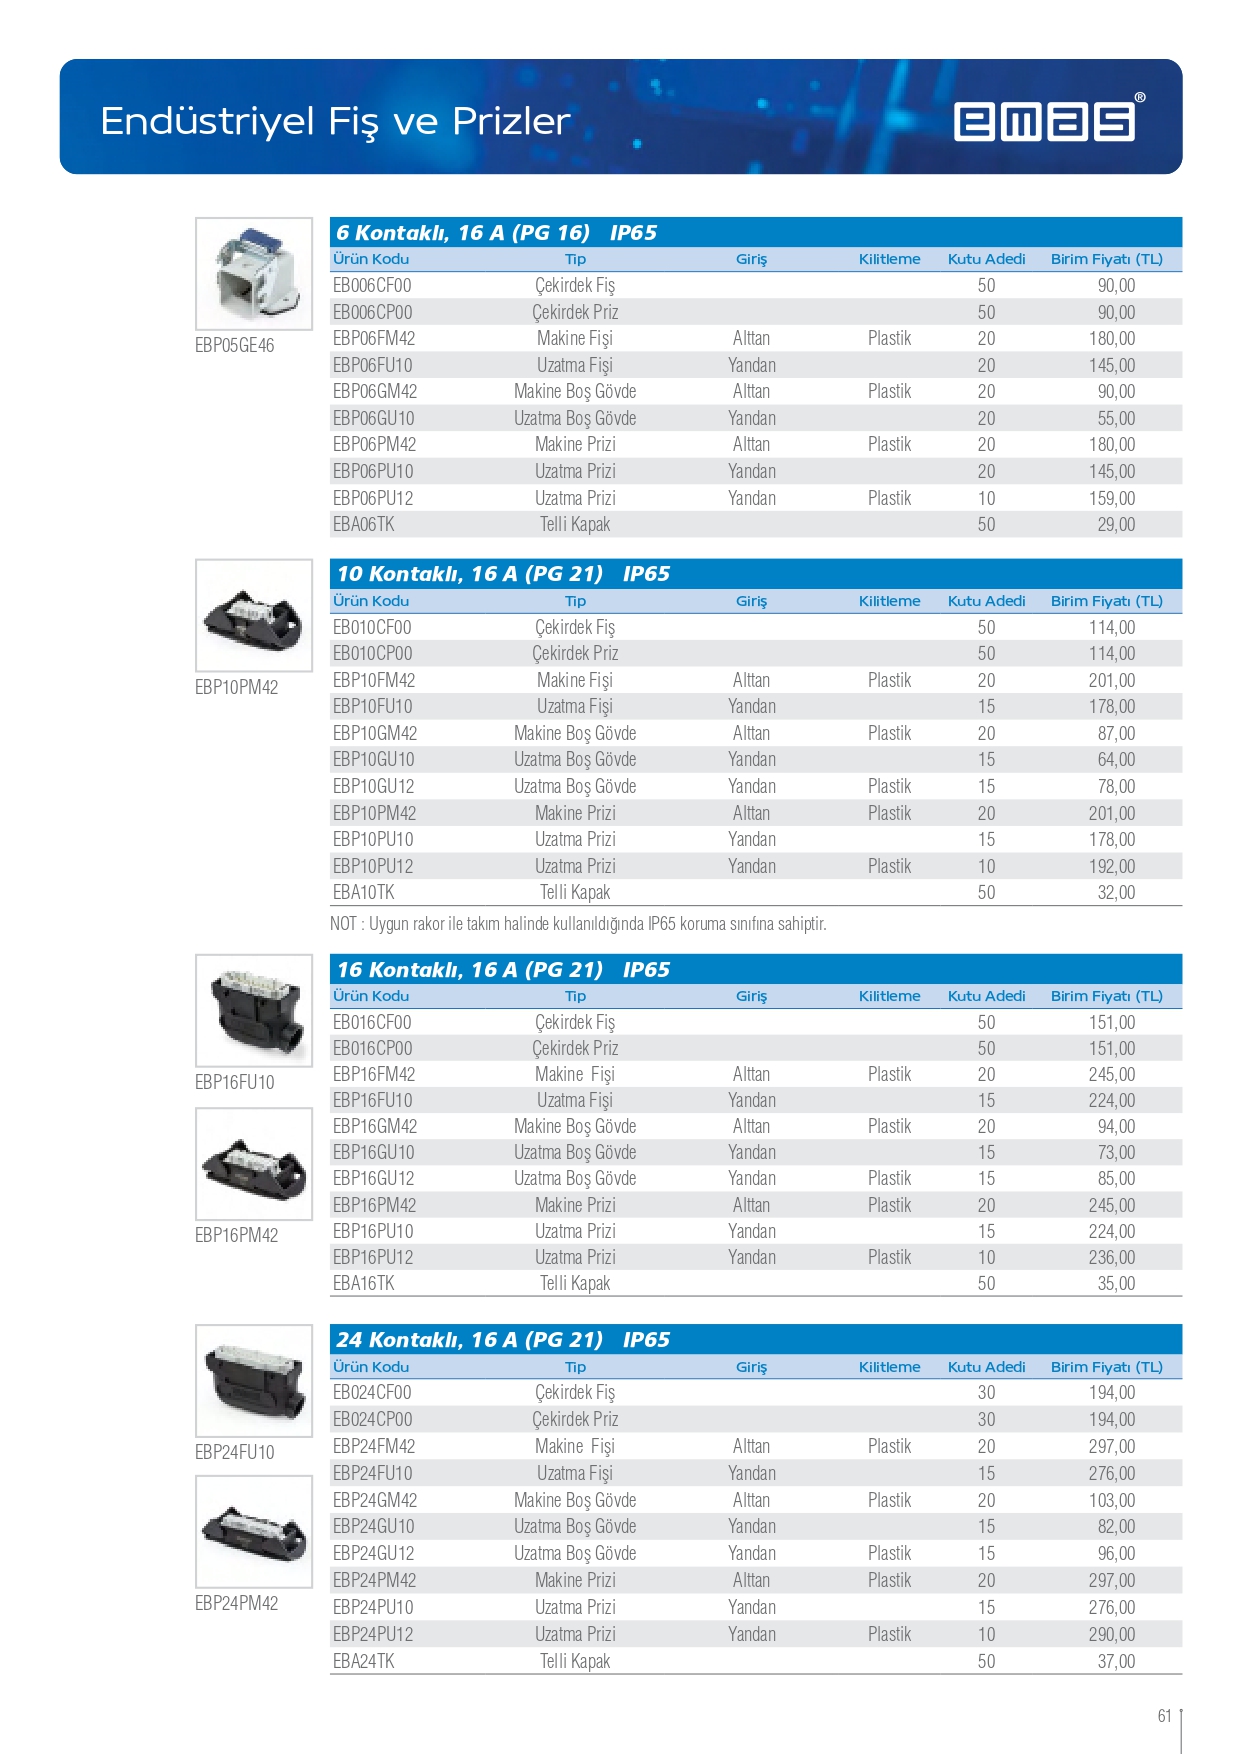 Endüstriyel Fiş ve Prizler
emas®
6 Kontaklı, 16 A (PG 16) IP65
Ürün Kodu Tip Giriş Kilitleme Kutu Adedi Birim Fiyatı (TL)
EB006CF00 Çekirdek Fiş 50 90,00
EB006CP00 Çekirdek Priz 50 90,00
EBP06FM42 Makine Fişi Alttan Plastik 20 180,00
EBP06FU10 Uzatma Fişi Yandan 20 145,00
EBP06GM42 Makine Boş Gövde Alttan Plastik 20 90,00
EBP06GU10 Uzatma Boş Gövde Yandan 20 55,00
EBP06PM42 Makine Prizi Alttan Plastik 20 180,00
EBP06PU10 Uzatma Prizi Yandan 20 145,00
EBP06PU12 Uzatma Prizi Yandan Plastik 10 159,00
EBA06TK Telli Kapak 50 29,00
EBP05GE46
10 Kontaklı, 16 A (PG 21) IP65
Ürün Kodu Tip Giriş Kilitleme Kutu Adedi Birim Fiyatı (TL)
EB010CF00 Çekirdek Fiş 50 114,00
EB010CP00 Çekirdek Priz 50 114,00
EBP10FM42 Makine Fişi Alttan Plastik 20 201,00
EBP10FU10 Uzatma Fişi Yandan 15 178,00
EBP10GM42 Makine Boş Gövde Alttan Plastik 20 87,00
EBP10GU10 Uzatma Boş Gövde Yandan 15 64,00
EBP10GU12 Uzatma Boş Gövde Yandan Plastik 15 78,00
EBP10PM42 Makine Prizi Alttan Plastik 20 201,00
EBP10PU10 Uzatma Prizi Yandan 15 178,00
EBP10PU12 Uzatma Prizi Yandan Plastik 10 192,00
EBA10TK Telli Kapak 50 32,00
EBP10PM42
NOT : Uygun rakor ile takım halinde kullanıldığında IP65 koruma sınıfına sahiptir.
16 Kontaklı, 16 A (PG 21) IP65
Ürün Kodu Tip Giriş Kilitleme Kutu Adedi Birim Fiyatı (TL)
EB016CF00 Çekirdek Fiş 50 151,00
EB016CP00 Çekirdek Priz 50 151,00
EBP16FM42 Makine Fişi Alttan Plastik 20 245,00
EBP16FU10 Uzatma Fişi Yandan 15 224,00
EBP16GM42 Makine Boş Gövde Alttan Plastik 20 94,00
EBP16GU10 Uzatma Boş Gövde Yandan 15 73,00
EBP16GU12 Uzatma Boş Gövde Yandan Plastik 15 85,00
EBP16PM42 Makine Prizi Alttan Plastik 20 245,00
EBP16PU10 Uzatma Prizi Yandan 15 224,00
EBP16PU12 Uzatma Prizi Yandan Plastik 10 236,00
EBA16TK Telli Kapak 50 35,00
EBP16FU10
EBP16PM42
24 Kontaklı, 16 A (PG 21) IP65
Ürün Kodu Tip Giriş Kilitleme Kutu Adedi Birim Fiyatı (TL)
EB024CF00 Çekirdek Fiş 30 194,00
EB024CP00 Çekirdek Priz 30 194,00
EBP24FM42 Makine Fişi Alttan Plastik 20 297,00
EBP24FU10 Uzatma Fişi Yandan 15 276,00
EBP24GM42 Makine Boş Gövde Alttan Plastik 20 103,00
EBP24GU10 Uzatma Boş Gövde Yandan 15 82,00
EBP24GU12 Uzatma Boş Gövde Yandan Plastik 15 96,00
EBP24PM42 Makine Prizi Alttan Plastik 20 297,00
EBP24PU10 Uzatma Prizi Yandan 15 276,00
EBP24PU12 Uzatma Prizi Yandan Plastik 10 290,00
EBA24TK Telli Kapak 50 37,00
EBP24FU10
EBP24PM42
61